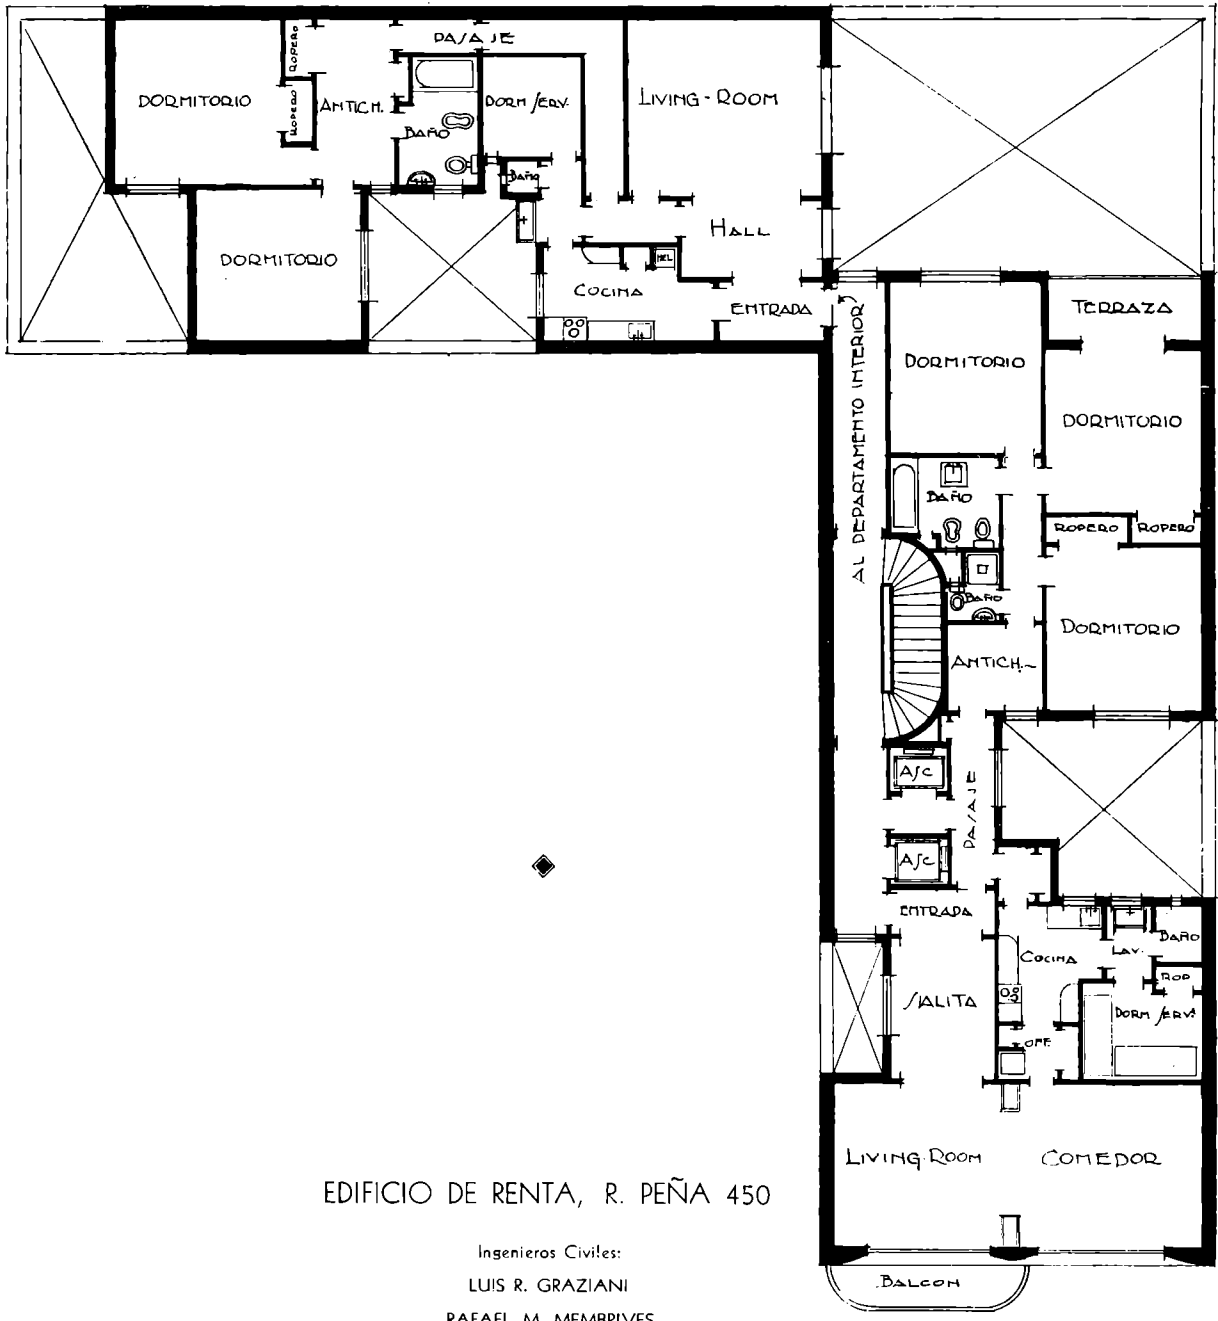 PASAJE
ROPERO
DORMITORIO
ROPERO
ANTICH.
BAÑO
DORM SERV.
LIVING-ROOM
BAÑO
HALL
DORMITORIO
HEL
COCINA
ENTRADA
AL DEPARTAMENTO INTERIOR
TERRAZA
DORMITORIO
DORMITORIO
BAÑO
ROPERO
ROPERO
BAÑO
DORMITORIO
ANTICH.
ASC
PASAJE
ASC
ENTRADA
COCINA
LAV.
BAÑO
ROP
SALITA
DORM SERV.
OFF.
LIVING-ROOM
COMEDOR
BALCON
EDIFICIO DE RENTA, R. PEÑA 450
Ingenieros Civiles:
LUIS R. GRAZIANI
RAFAEL M. MEMBRIVES